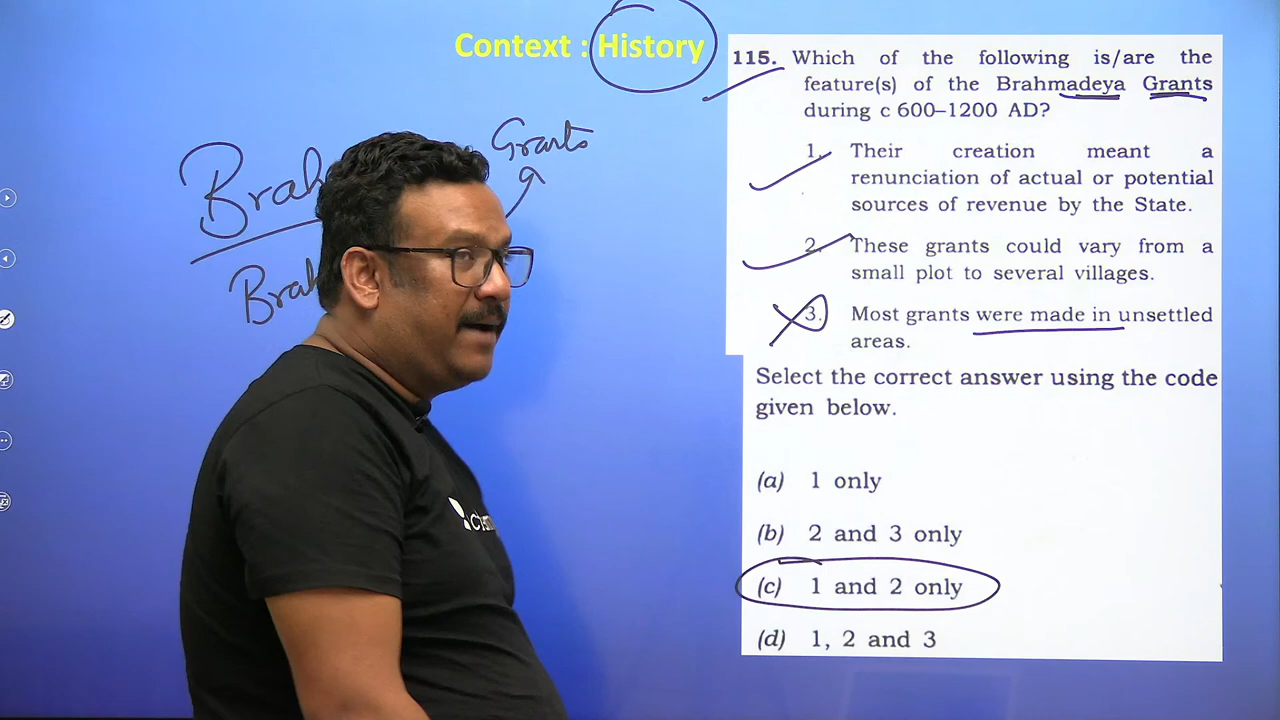 Context : History
Grants
Brah
Brah
115. Which of the following is/are the
feature(s) of the Brahmadeya Grants
during c 600–1200 AD?
1. Their creation meant a
renunciation of actual or potential
sources of revenue by the State.
2. These grants could vary from a
small plot to several villages.
3. Most grants were made in unsettled
areas.
Select the correct answer using the code
given below.
(a) 1 only
(b) 2 and 3 only
(c) 1 and 2 only
(d) 1, 2 and 3